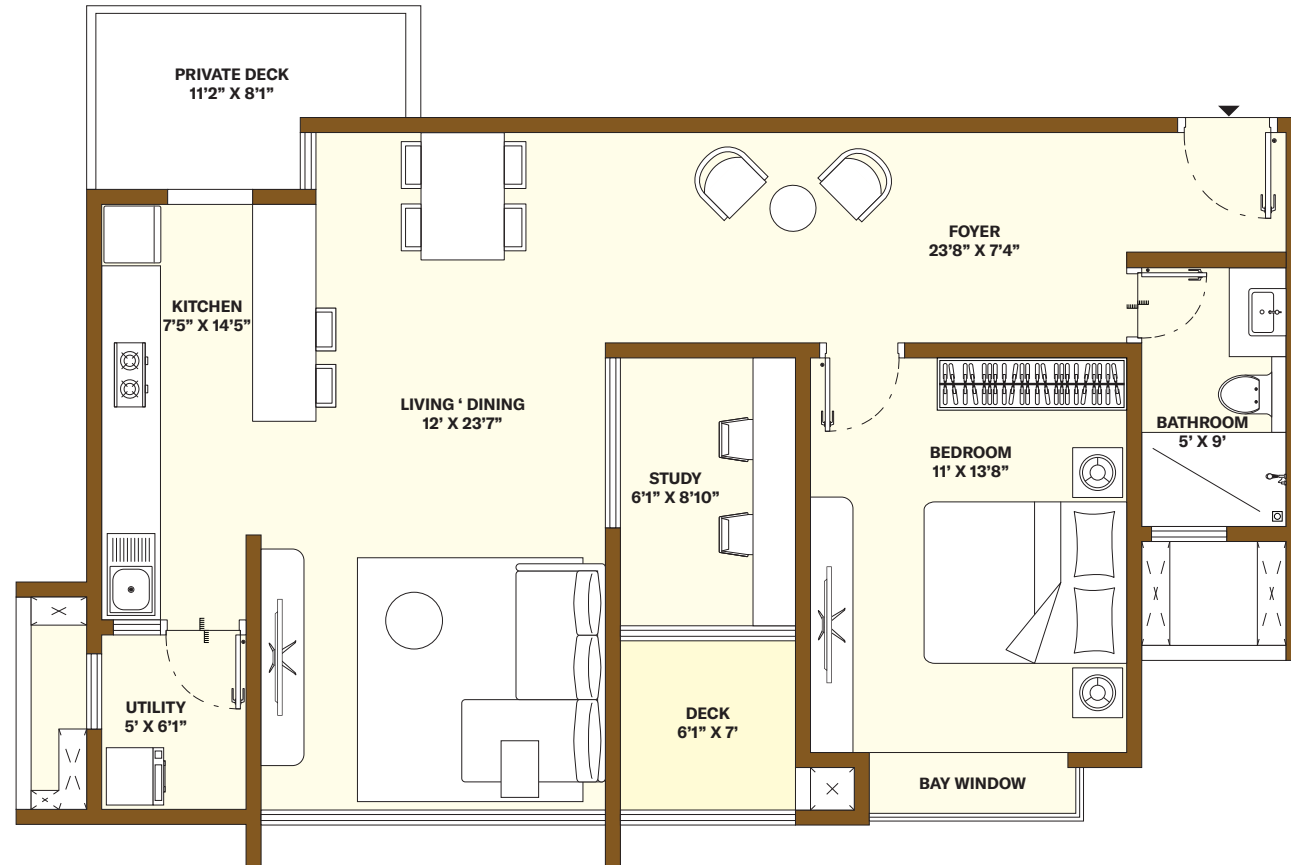 PRIVATE DECK
11'2” X 8'1”
FOYER
23'8” X 7'4”
KITCHEN
7'5” X 14'5”
LIVING ‘ DINING
12' X 23'7”
BATHROOM
5' X 9'
BEDROOM
11' X 13'8”
STUDY
6'1” X 8'10”
UTILITY
5' X 6'1”
DECK
6'1” X 7'
BAY WINDOW